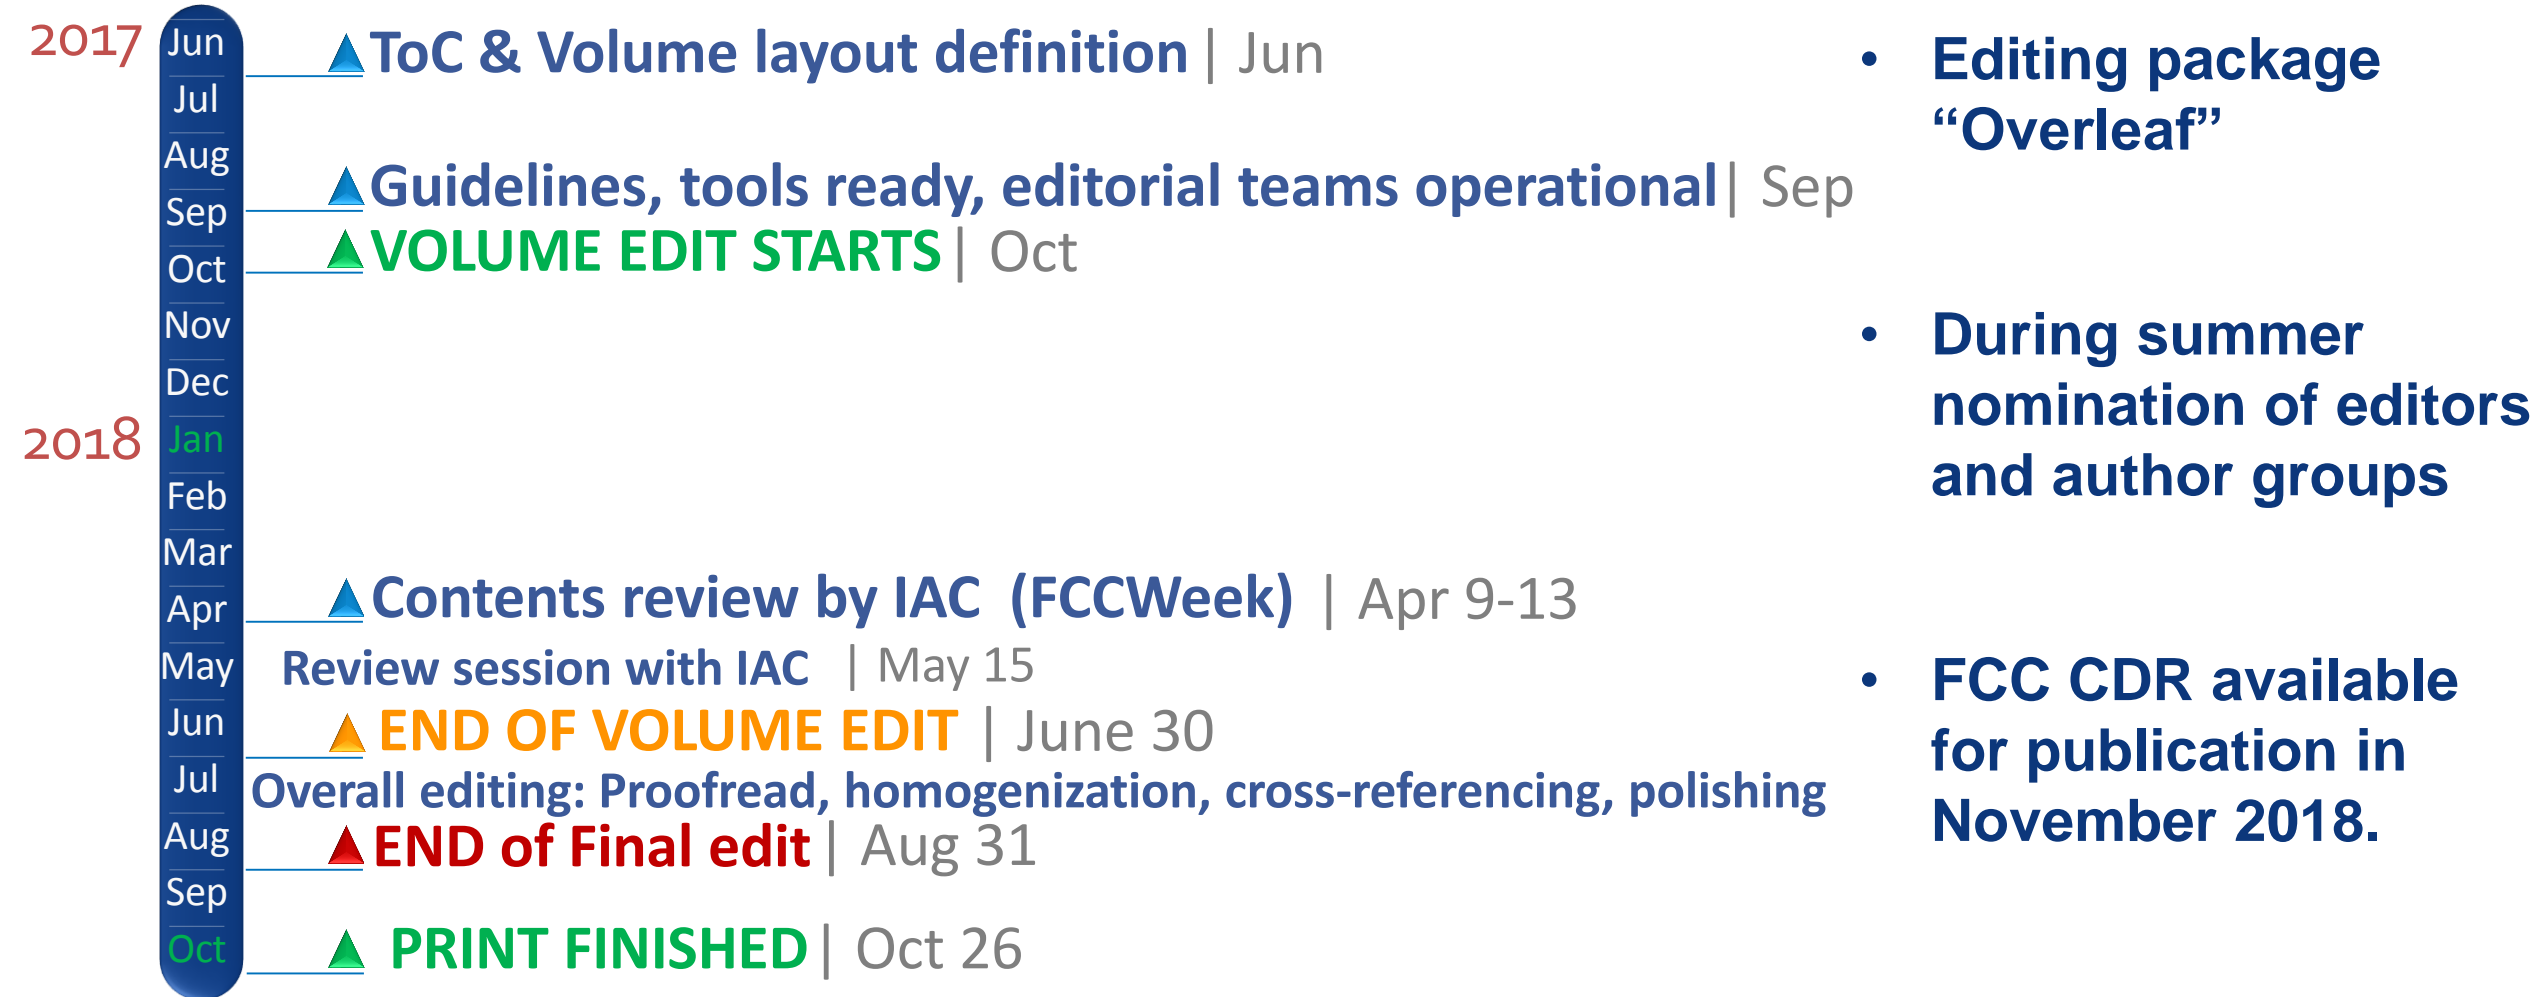 2017
Jun
Jul
Aug
Sep
Oct
Nov
Dec
2018
Jan
Feb
Mar
Apr
May
Jun
Jul
Aug
Sep
Oct
ToC & Volume layout definition | Jun
Guidelines, tools ready, editorial teams operational | Sep
VOLUME EDIT STARTS | Oct
Contents review by IAC (FCCWeek) | Apr 9-13
Review session with IAC | May 15
END OF VOLUME EDIT | June 30
Overall editing: Proofread, homogenization, cross-referencing, polishing
END of Final edit | Aug 31
PRINT FINISHED | Oct 26
• Editing package
“Overleaf”
• During summer
nomination of editors
and author groups
• FCC CDR available
for publication in
November 2018.